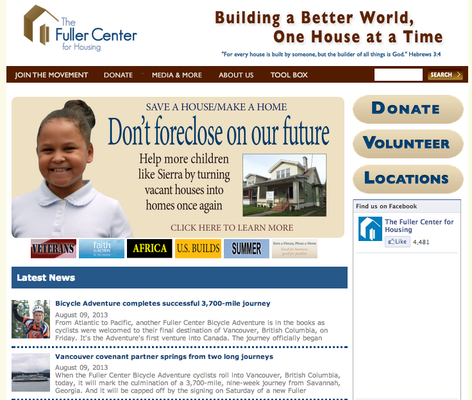 The
Fuller Center
for Housing
Building a Better World,
One House at a Time
"For every house is built by someone, but the builder of all things is God." Hebrews 3:4
JOIN THE MOVEMENT DONATE MEDIA & MORE ABOUT US TOOL BOX SEARCH
SAVE A HOUSE/MAKE A HOME
Don't foreclose on our future
Help more children
like Sierra by turning
vacant houses into
homes once again
CLICK HERE TO LEARN MORE
VETERANS faith AFRICA U.S. BUILDS SUMMER
DONATE
VOLUNTEER
LOCATIONS
Find us on Facebook
The Fuller Center for
Housing
Like 4,481
Latest News
Bicycle Adventure completes successful 3,700-mile journey
August 09, 2013
From Atlantic to Pacific, another Fuller Center Bicycle Adventure is in the books as
cyclists were welcomed to their final destination of Vancouver, British Columbia, on
Friday. It's the Adventure's first venture into Canada. The journey officially began
Vancouver covenant partner springs from two long journeys
August 09, 2013
When the Fuller Center Bicycle Adventure cyclists roll into Vancouver, British Columbia,
today, it will mark the culmination of a 3,700-mile, nine-week journey from Savannah,
Georgia. And it will be capped off by the signing on Saturday of a new Fuller